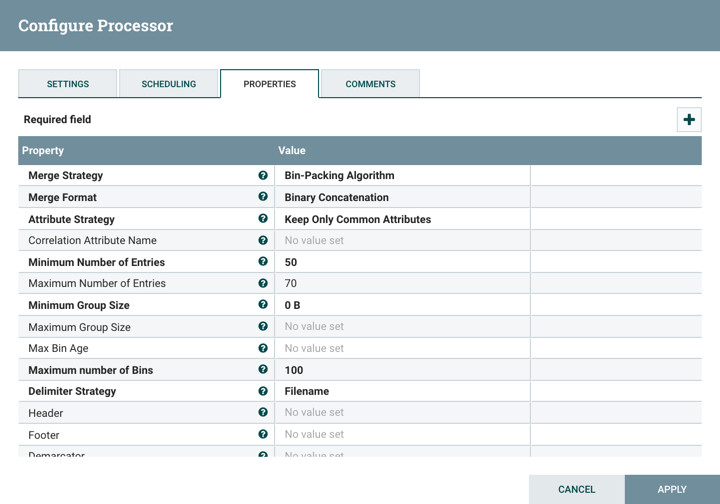 Configure Processor
SETTINGS SCHEDULING PROPERTIES COMMENTS
Required field
Property Value
Merge Strategy Bin-Packing Algorithm
Merge Format Binary Concatenation
Attribute Strategy Keep Only Common Attributes
Correlation Attribute Name No value set
Minimum Number of Entries 50
Maximum Number of Entries 70
Minimum Group Size 0 B
Maximum Group Size No value set
Max Bin Age No value set
Maximum number of Bins 100
Delimiter Strategy Filename
Header No value set
Footer No value set
Demarcator No value set
CANCEL APPLY